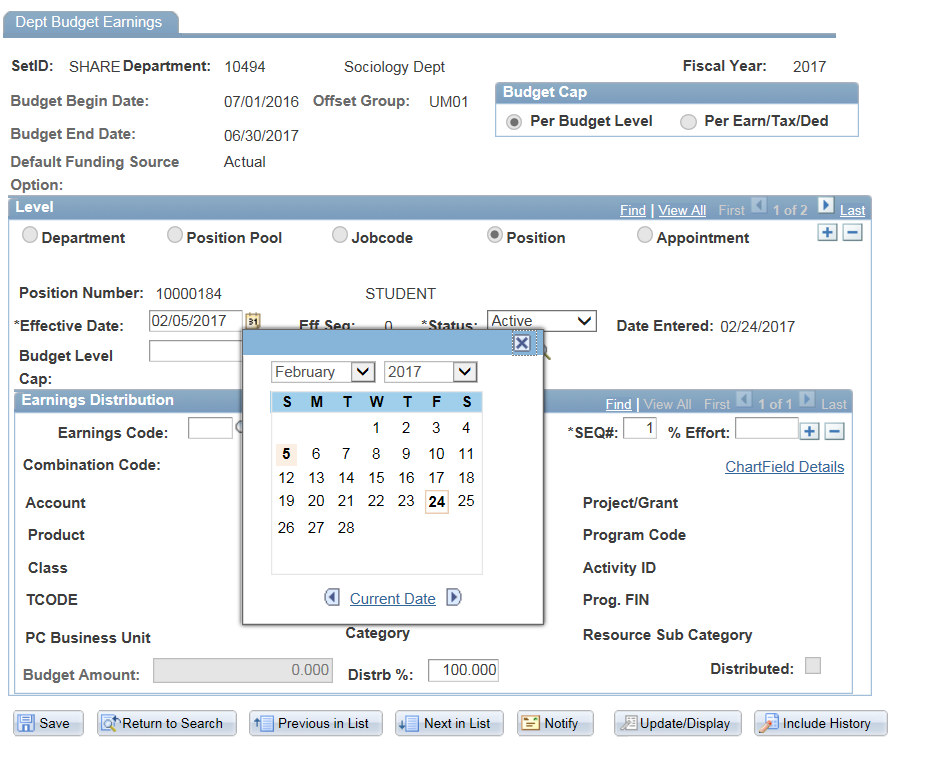 Dept Budget Earnings
SetID: SHARE Department: 10494 Sociology Dept Fiscal Year: 2017
Budget Begin Date: 07/01/2016 Offset Group: UM01 Budget Cap
Per Budget Level Per Earn/Tax/Ded
Budget End Date: 06/30/2017
Default Funding Source Actual
Option:
Level Find | View All First 1 of 2 Last
Department Position Pool Jobcode Position Appointment
Position Number: 10000184 STUDENT
*Effective Date: 02/05/2017 31 Eff Seq: 0 *Status: Active Date Entered: 02/24/2017
Budget Level
Cap:
February 2017
S M T W T F S
1 2 3 4
5 6 7 8 9 10 11
12 13 14 15 16 17 18
19 20 21 22 23 24 25
26 27 28
Current Date
Earnings Distribution Find | View All First 1 of 1 Last
Earnings Code: *SEQ#: 1 % Effort:
Combination Code: ChartField Details
Account Project/Grant
Product Program Code
Class Activity ID
TCODE Prog. FIN
PC Business Unit Category Resource Sub Category
Budget Amount: 0.000 Distrb %: 100.000 Distributed:
Save Return to Search Previous in List Next in List Notify Update/Display Include History